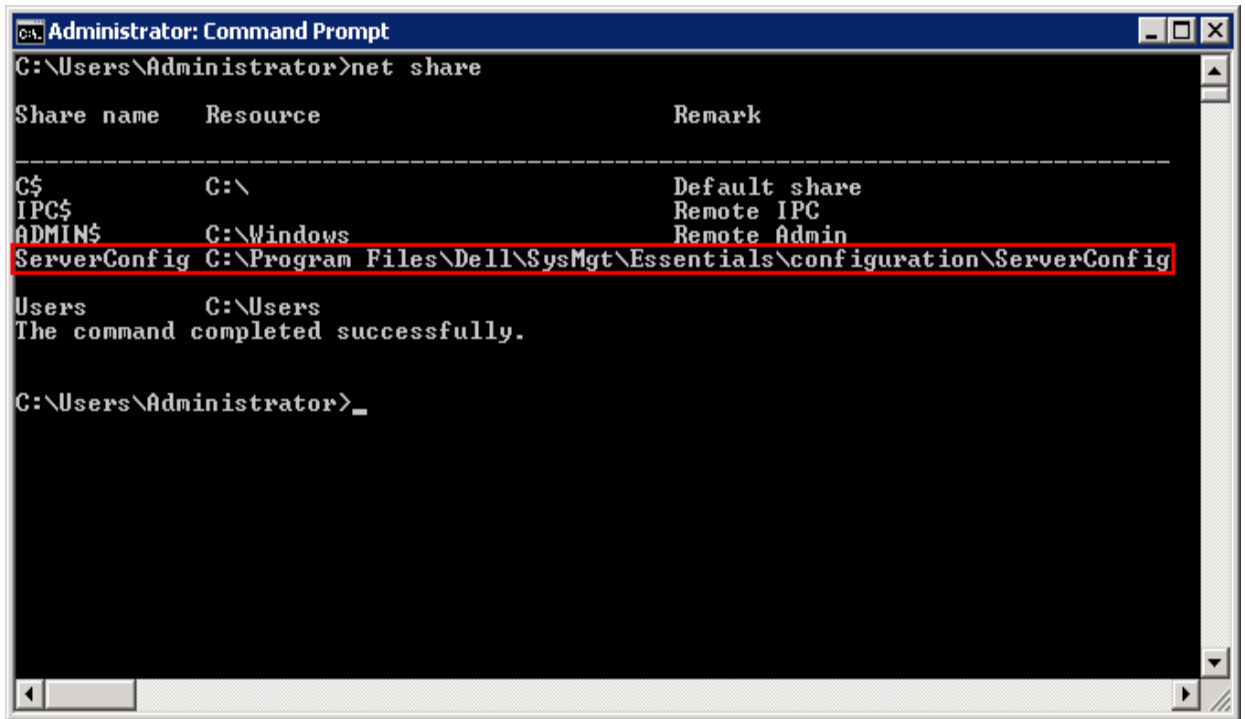 Administrator: Command Prompt
C:\Users\Administrator>net share
Share name   Resource                        Remark
-------------------------------------------------------------------------------
C$           C:\                             Default share
IPC$                                         Remote IPC
ADMIN$       C:\Windows                      Remote Admin
ServerConfig C:\Program Files\Dell\SysMgt\Essentials\configuration\ServerConfig
Users        C:\Users
The command completed successfully.
C:\Users\Administrator>_